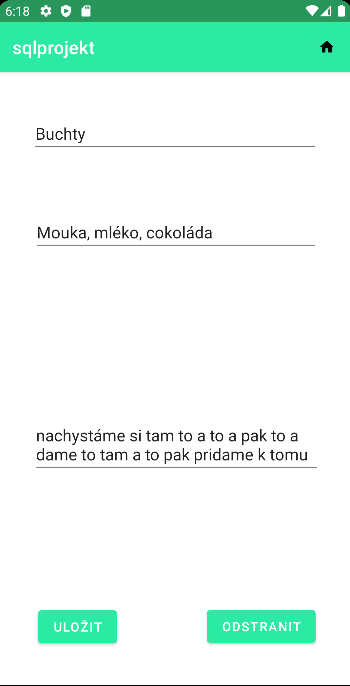 6:18
sqlprojekt
Buchty
Mouka, mléko, cokoláda
nachystáme si tam to a to a pak to a
dame to tam a to pak pridame k tomu
ULOŽIT ODSTRANIT